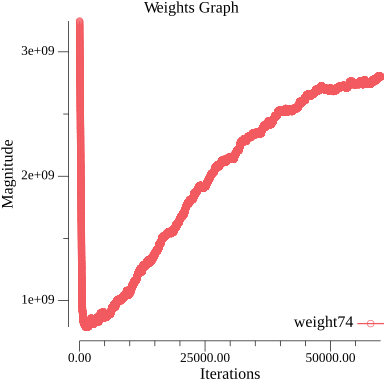 Weights Graph
3e+09
2e+09
1e+09
Magnitude
weight74
0.00
25000.00
50000.00
Iterations